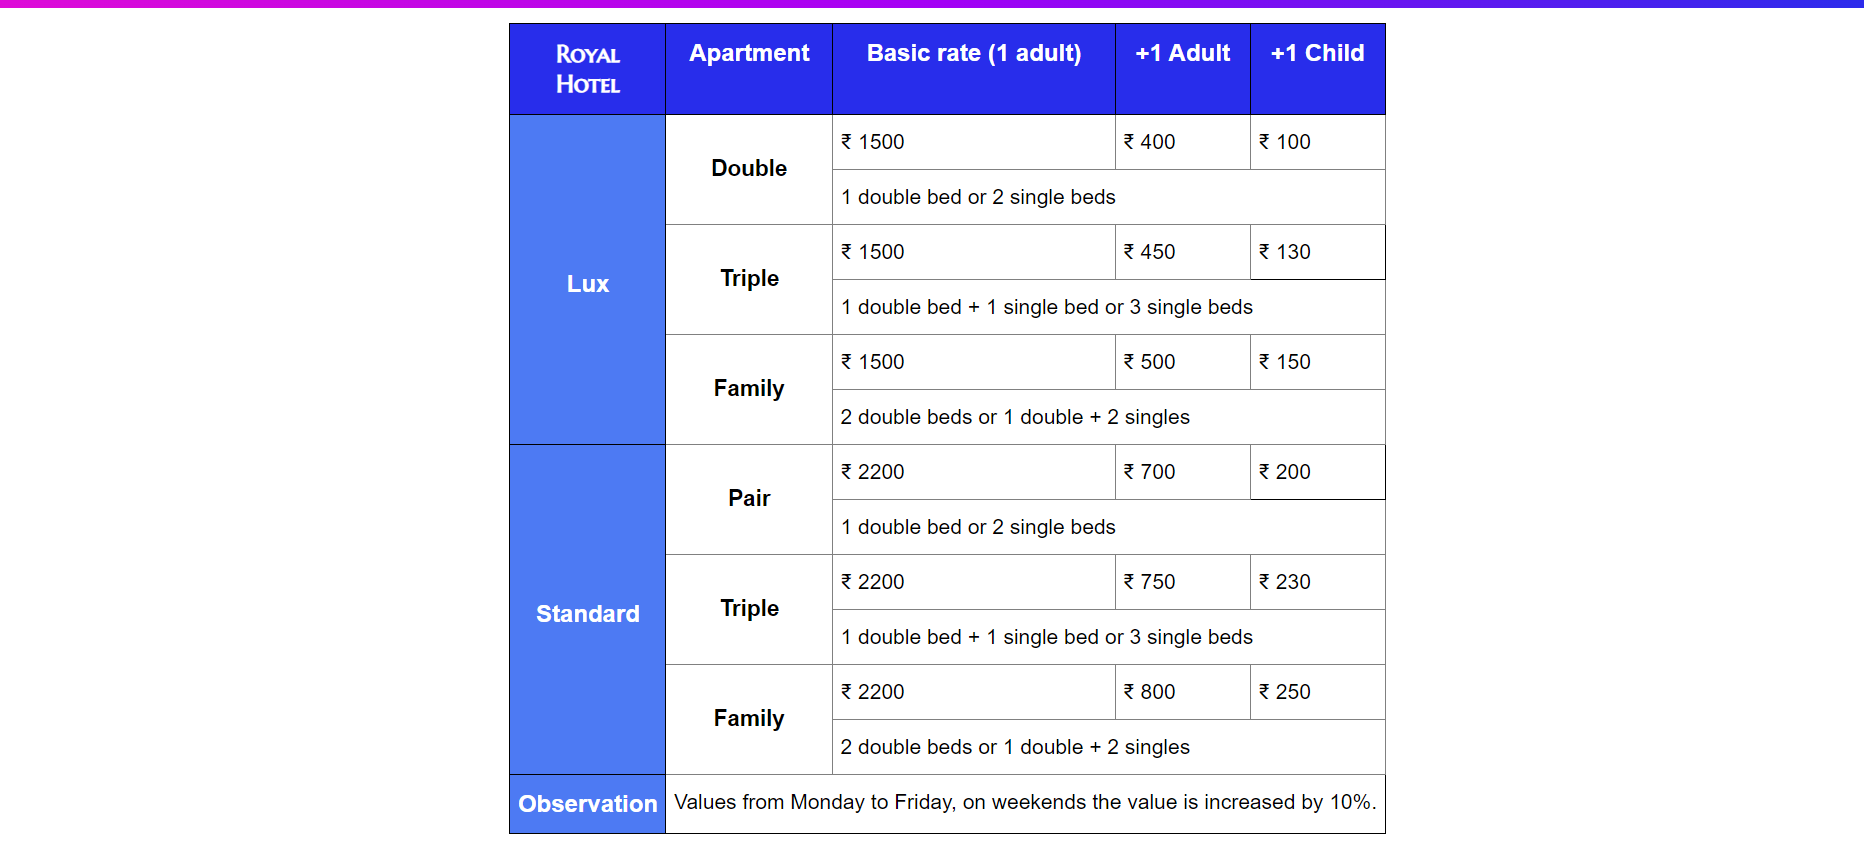 ROYAL
HOTEL
Apartment
Basic rate (1 adult)
+1 Adult
+1 Child
Lux
Double
₹ 1500
₹ 400
₹ 100
1 double bed or 2 single beds
Triple
₹ 1500
₹ 450
₹ 130
1 double bed + 1 single bed or 3 single beds
Family
₹ 1500
₹ 500
₹ 150
2 double beds or 1 double + 2 singles
Standard
Pair
₹ 2200
₹ 700
₹ 200
1 double bed or 2 single beds
Triple
₹ 2200
₹ 750
₹ 230
1 double bed + 1 single bed or 3 single beds
Family
₹ 2200
₹ 800
₹ 250
2 double beds or 1 double + 2 singles
Observation
Values from Monday to Friday, on weekends the value is increased by 10%.